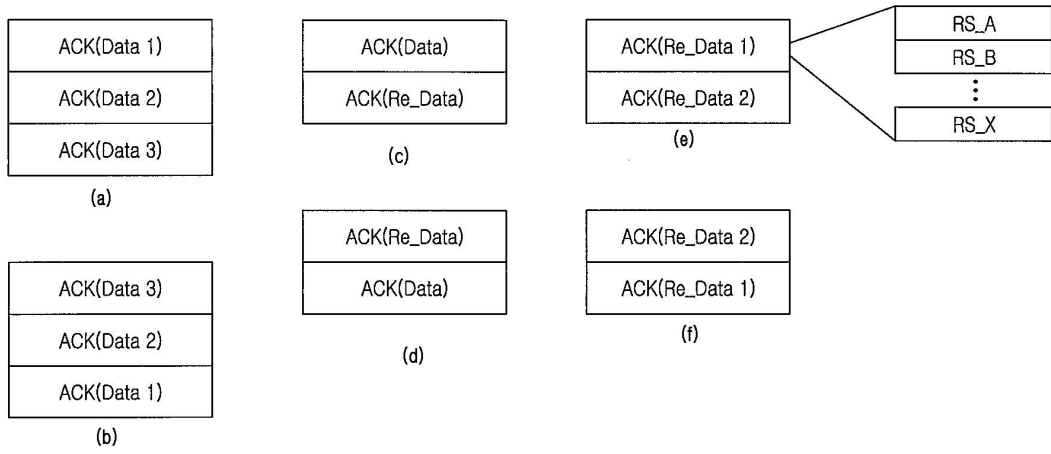 ACK(Data 1)
ACK(Data 2)
ACK(Data 3)
(a)
ACK(Data 3)
ACK(Data 2)
ACK(Data 1)
(b)
ACK(Data)
ACK(Re_Data)
(c)
ACK(Re_Data)
ACK(Data)
(d)
ACK(Re_Data 1)
ACK(Re_Data 2)
(e)
RS_A
RS_B
RS_X
ACK(Re_Data 2)
ACK(Re_Data 1)
(f)